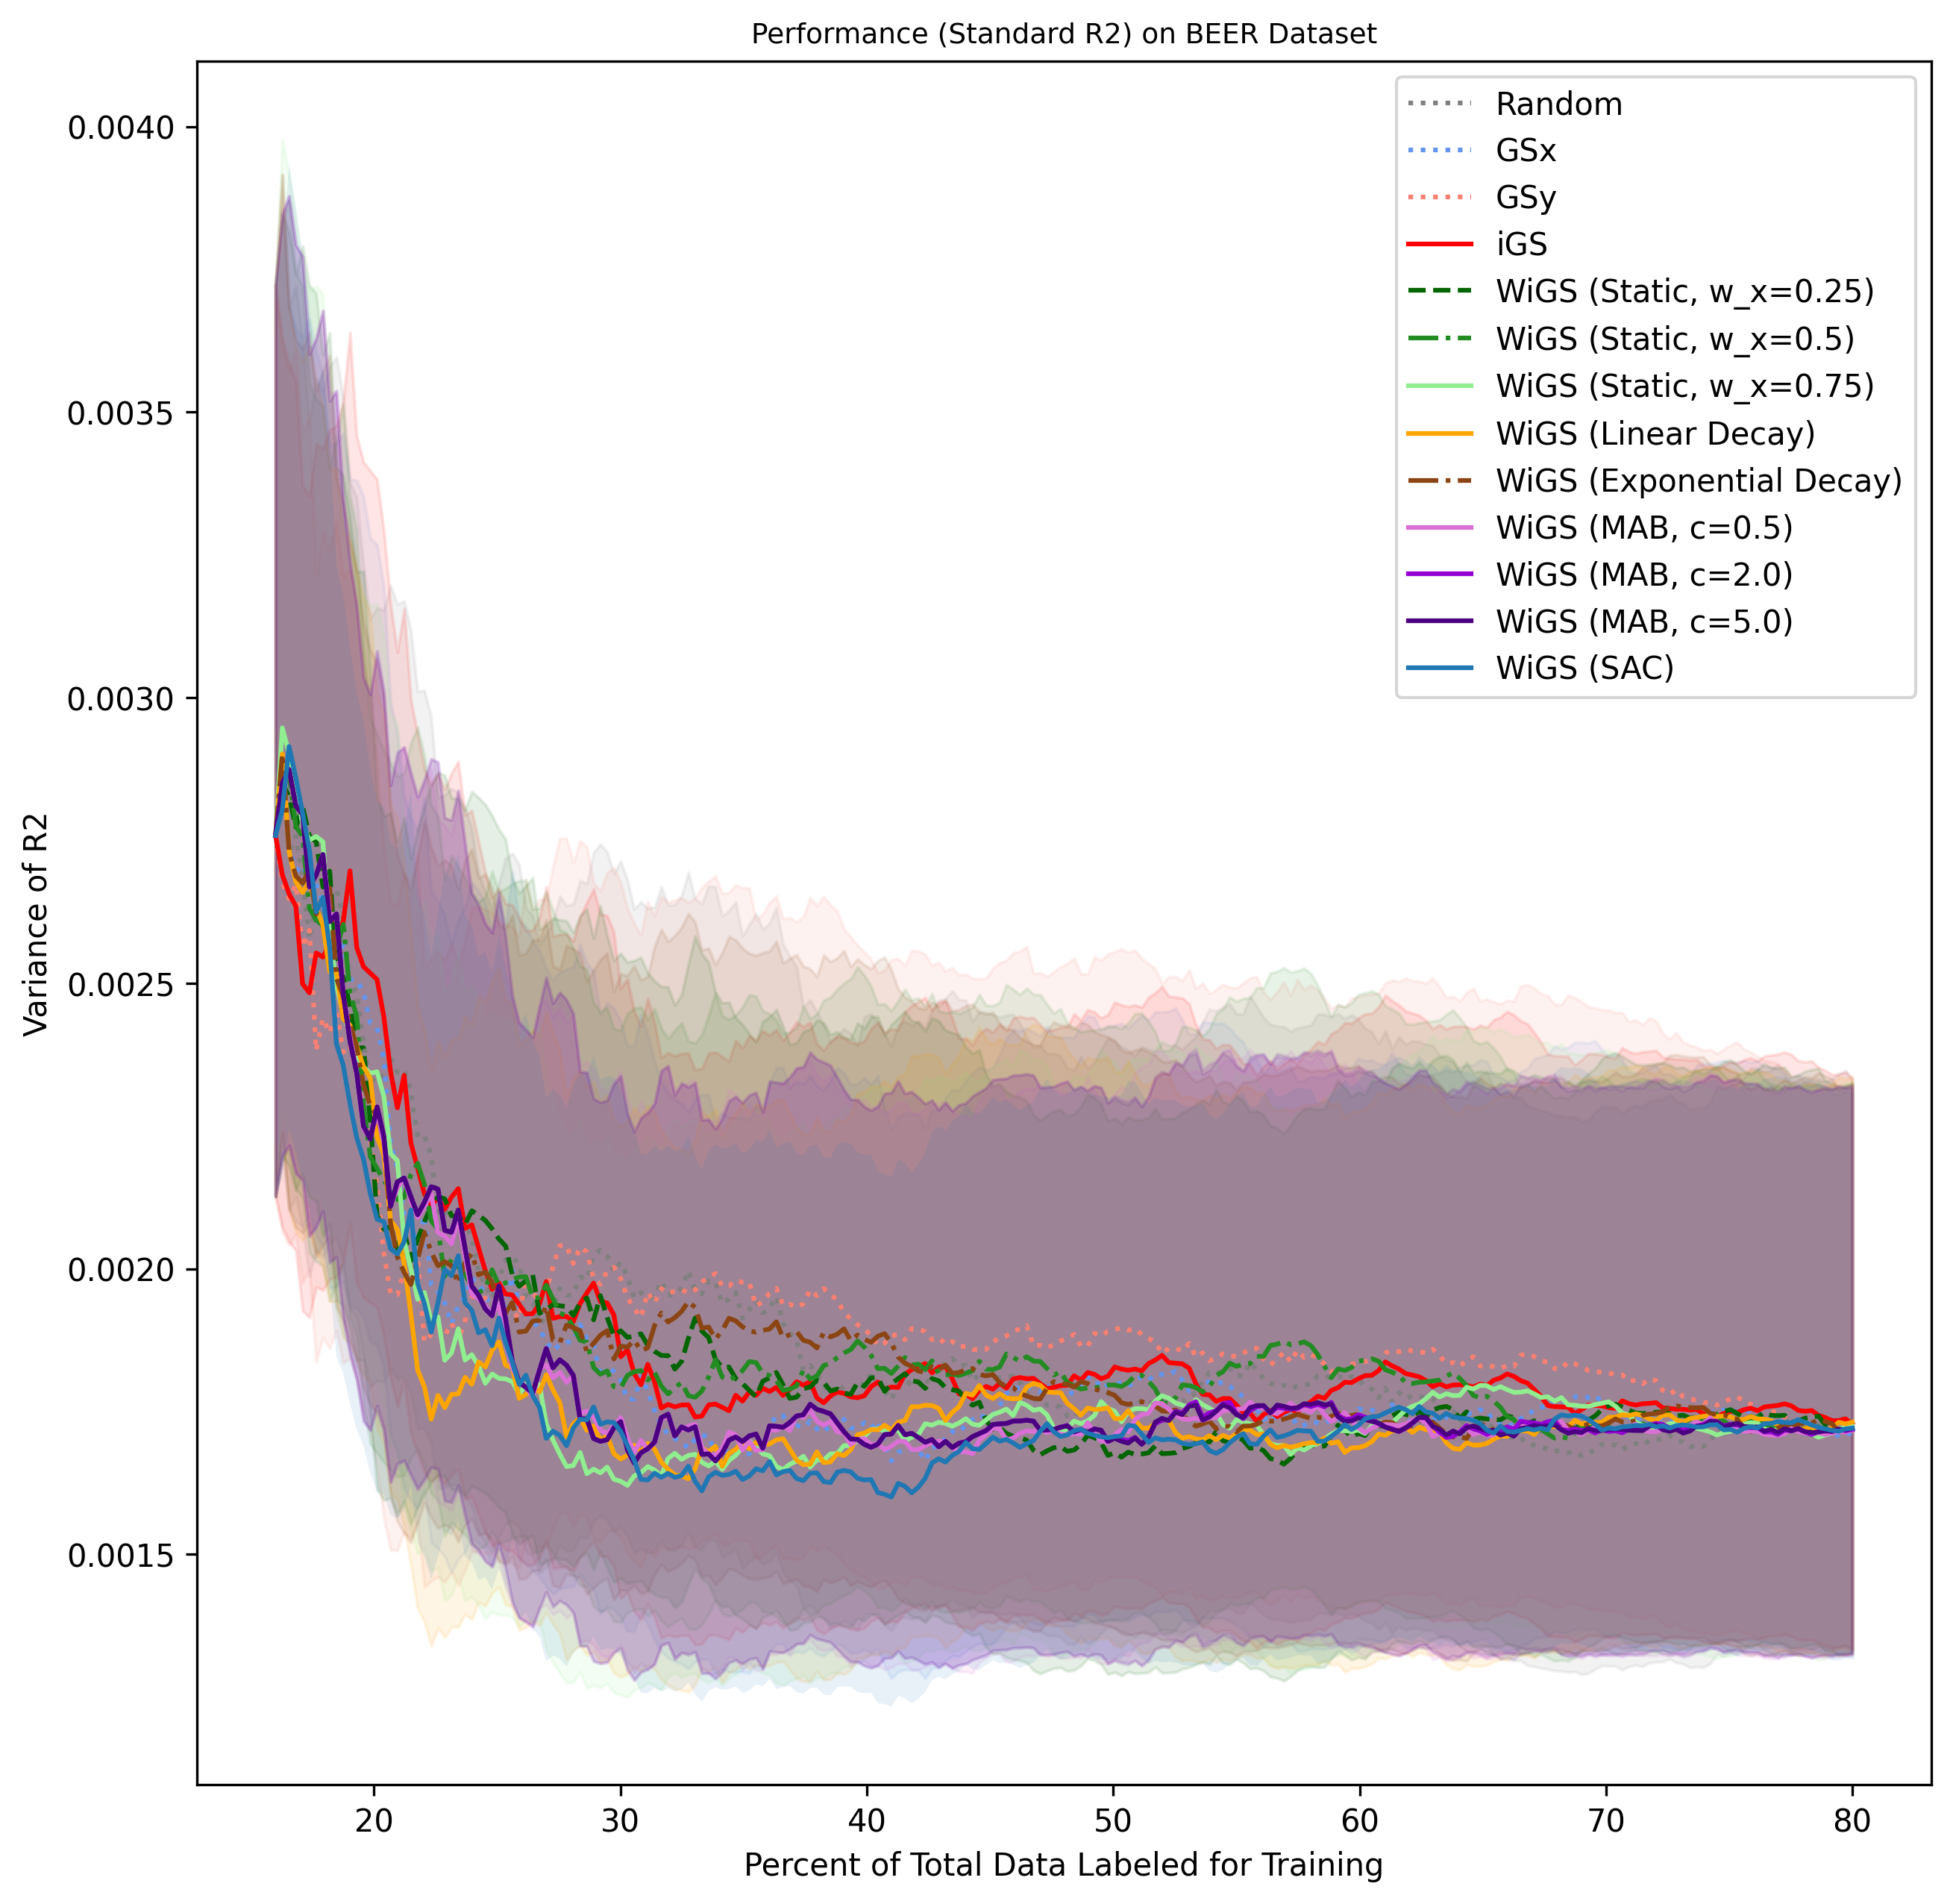 Performance (Standard R2) on BEER Dataset
Variance of R2
0.0040
0.0035
0.0030
0.0025
0.0020
0.0015
Random
GSx
GSy
iGS
WiGS (Static, w_x=0.25)
WiGS (Static, w_x=0.5)
WiGS (Static, w_x=0.75)
WiGS (Linear Decay)
WiGS (Exponential Decay)
WiGS (MAB, c=0.5)
WiGS (MAB, c=2.0)
WiGS (MAB, c=5.0)
WiGS (SAC)
20 30 40 50 60 70 80
Percent of Total Data Labeled for Training